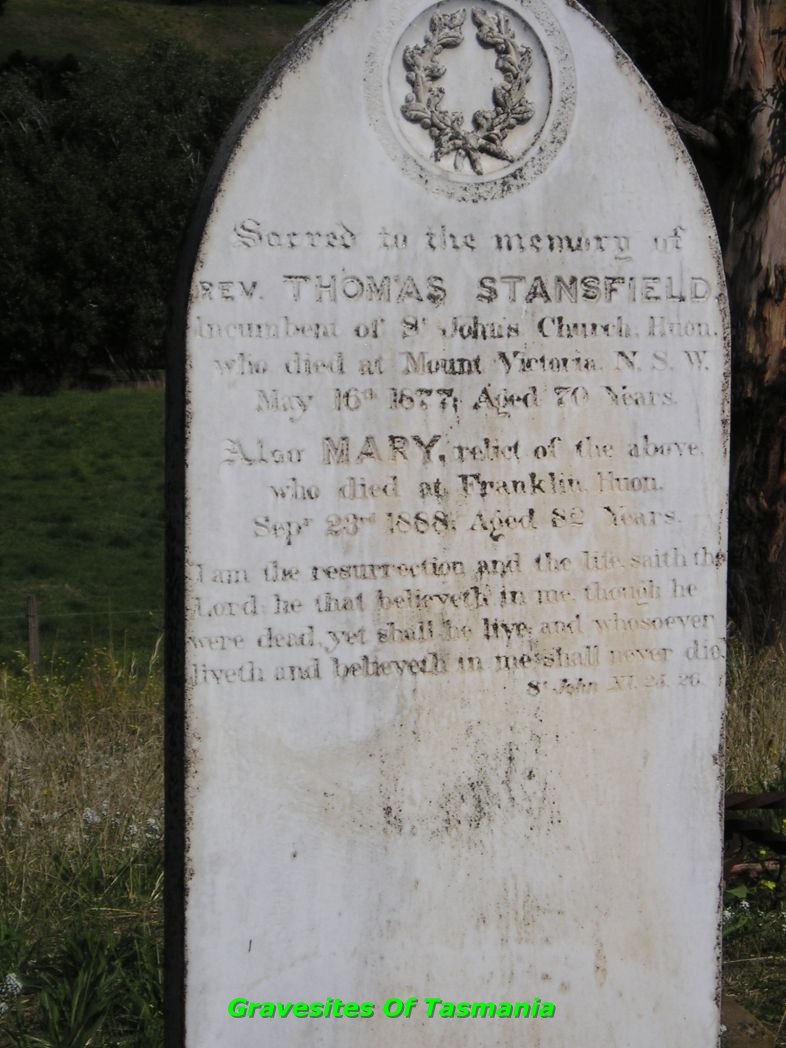 Sacred to the memory of
REV. THOMAS STANSFIELD,
Incumbent of St John's Church, Huon,
who died at Mount Victoria, N. S. W.
May 16th 1877, Aged 70 Years.
Also MARY, relict of the above,
who died at Franklin, Huon,
Sepr 23rd 1888, Aged 82 Years.
I am the resurrection and the life, saith the
Lord: he that believeth in me, though he
were dead, yet shall he live, and whosoever
liveth and believeth in me shall never die.
St John XI. 25. 26.
Gravesites Of Tasmania